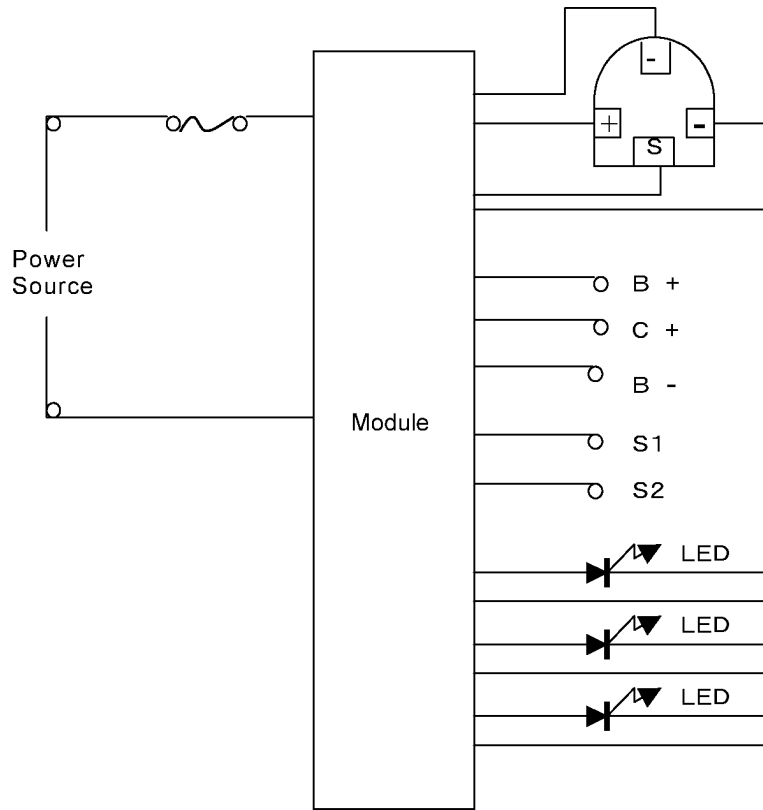 -
+
-
S
Power
Source
B +
C +
B -
Module
S1
S2
LED
LED
LED